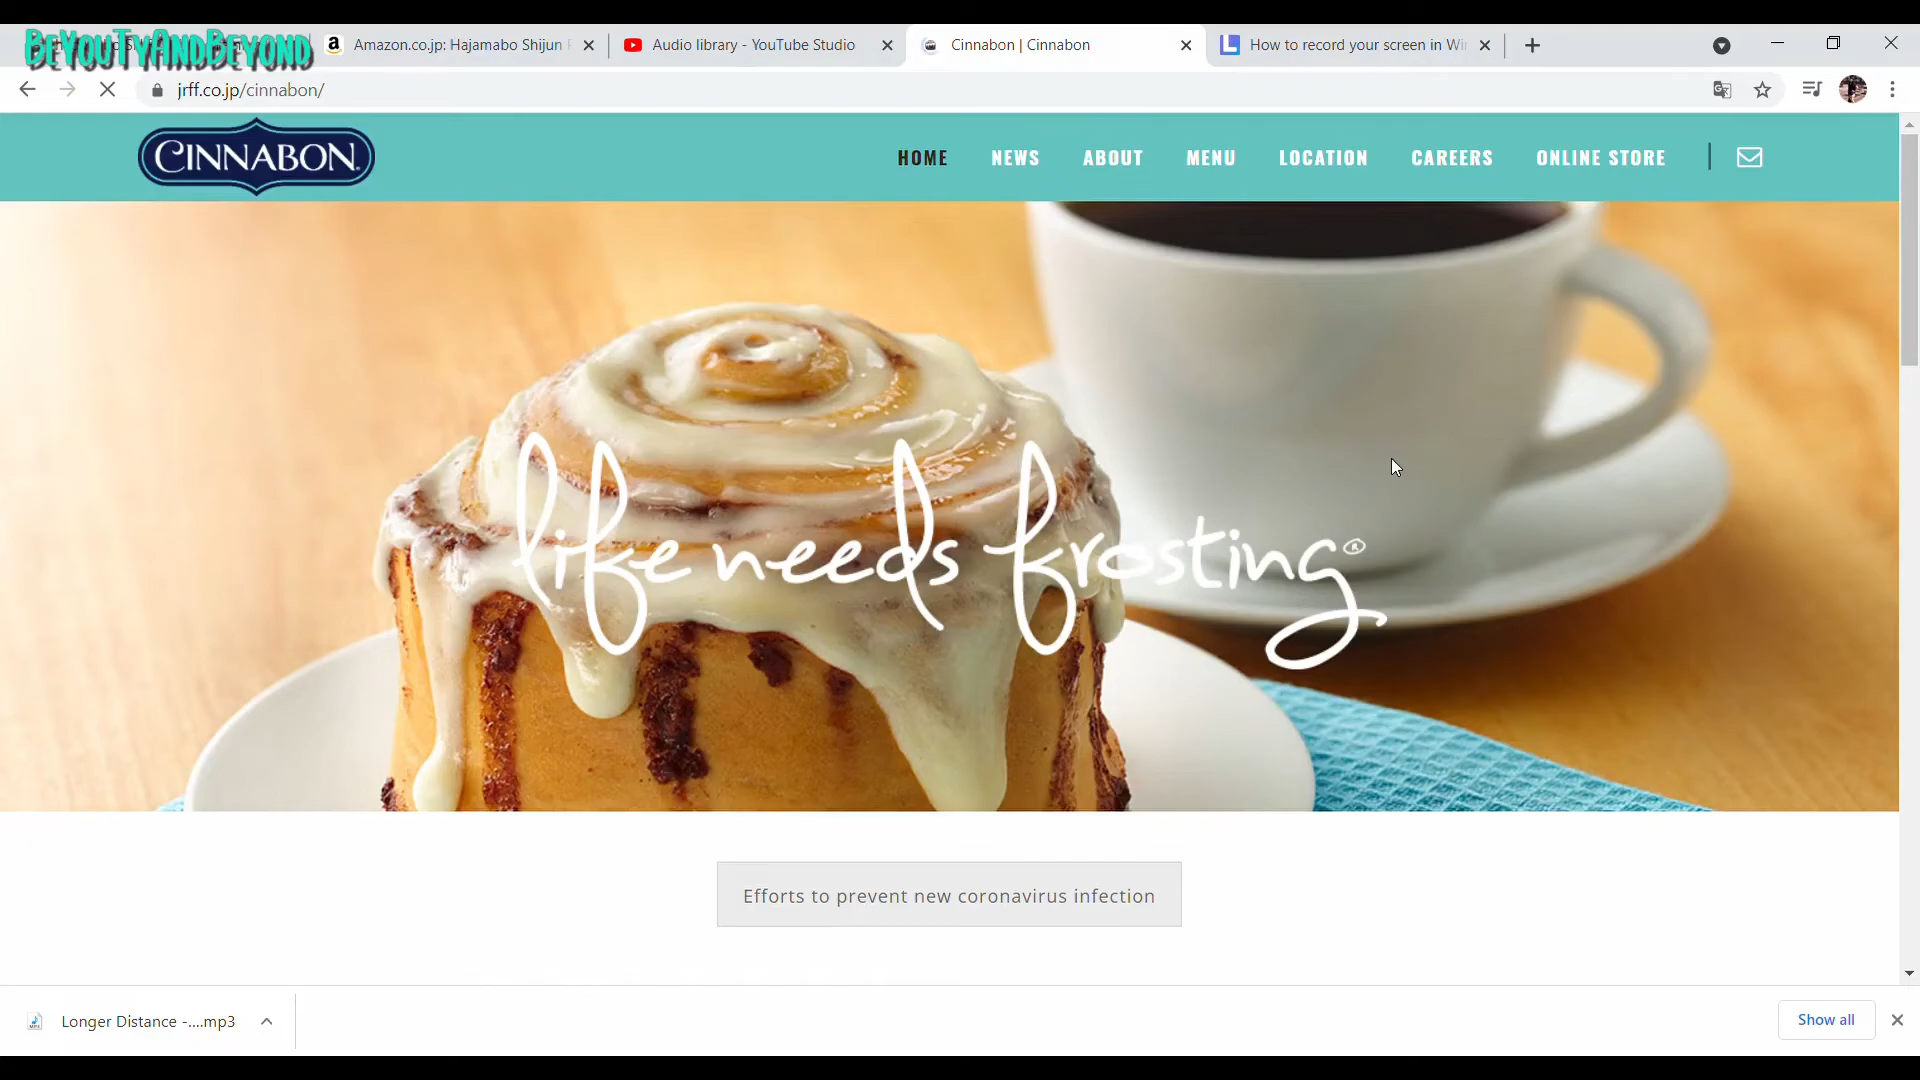 BeYouTyAndBeyond
Amazon.co.jp: Hajamabo Shijun
Audio library - YouTube Studio
Cinnabon | Cinnabon
How to record your screen in Wi
jrff.co.jp/cinnabon/
CINNABON
HOME NEWS ABOUT MENU LOCATION CAREERS ONLINE STORE
life needs frosting®
Efforts to prevent new coronavirus infection
Longer Distance -....mp3
Show all